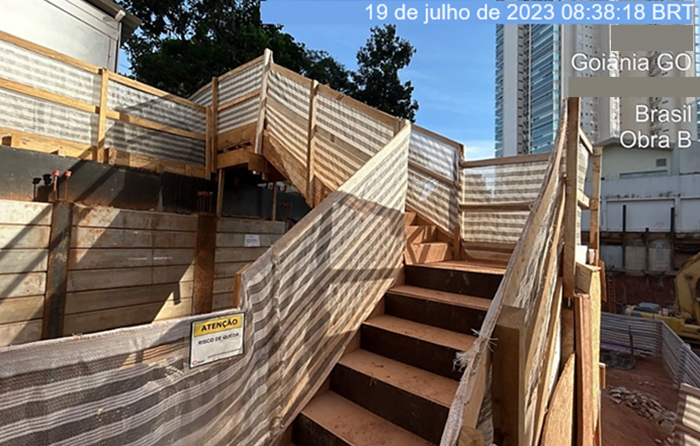 19 de julho de 2023 08:38:18 BRT
Goiânia GO
Brasil
Obra B
ATENÇÃO
RISCO DE QUEDA